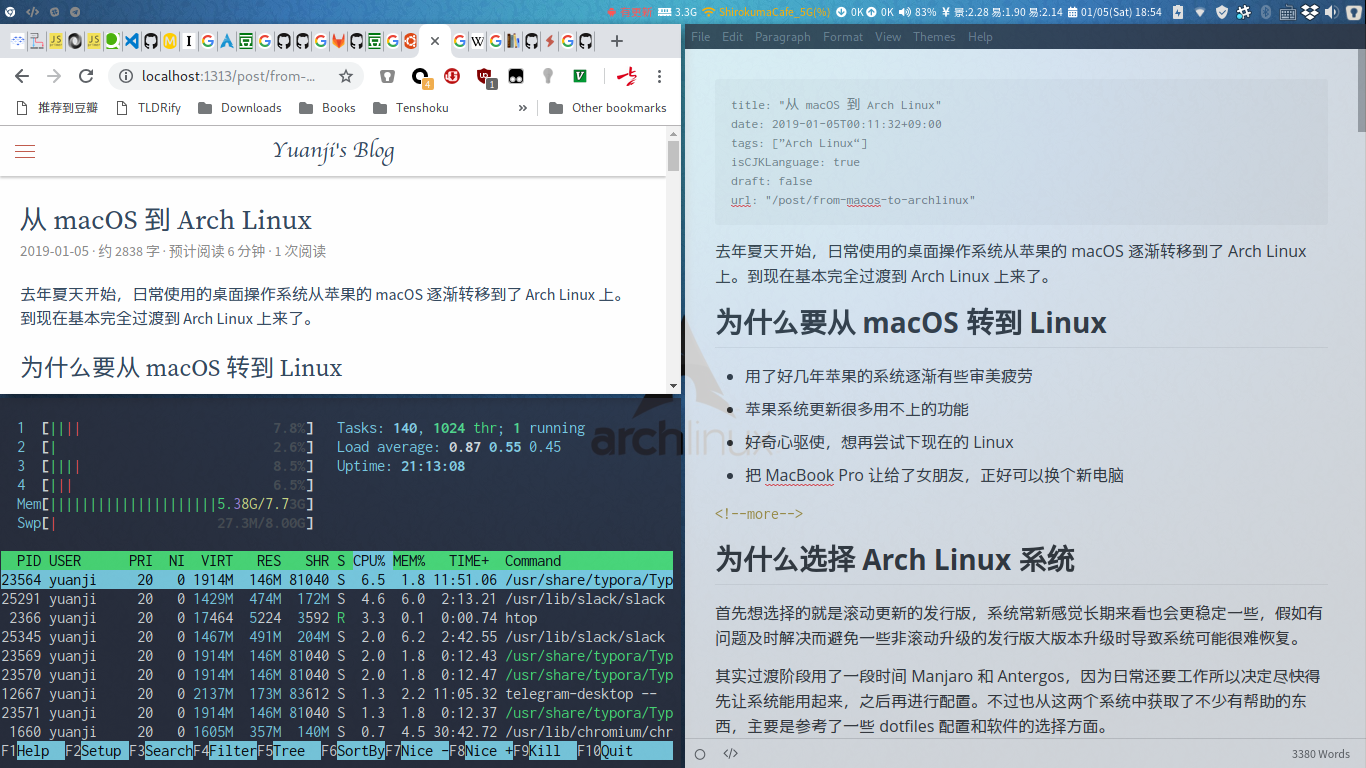 有更新 3.3G ShirokumaCafe_5G(%) 0K 0K 83% ¥ 景:2.28 易:1.90 易:2.14 01/05(Sat) 18:54
localhost:1313/post/from-...
4
1
推荐到豆瓣 TLDRify Downloads Books Tenshoku » Other bookmarks
Yuanji's Blog
从 macOS 到 Arch Linux
2019-01-05 · 约 2838 字 · 预计阅读 6 分钟 · 1 次阅读
去年夏天开始，日常使用的桌面操作系统从苹果的 macOS 逐渐转移到了 Arch Linux 上。
到现在基本完全过渡到 Arch Linux 上来了。
为什么要从 macOS 转到 Linux
1 [|||| 7.8%] Tasks: 140, 1024 thr; 1 running
2 [| 2.6%] Load average: 0.87 0.55 0.45
3 [|||| 8.5%] Uptime: 21:13:08
4 [||| 6.5%]
Mem[|||||||||||||||||||||5.38G/7.73G]
Swp[| 27.3M/8.00G]
PID USER PRI NI VIRT RES SHR S CPU% MEM% TIME+ Command
23564 yuanji 20 0 1914M 146M 81040 S 6.5 1.8 11:51.06 /usr/share/typora/Typ
25291 yuanji 20 0 1429M 474M 172M S 4.6 6.0 2:13.21 /usr/lib/slack/slack
2366 yuanji 20 0 17464 5224 3592 R 3.3 0.1 0:00.74 htop
25345 yuanji 20 0 1467M 491M 204M S 2.0 6.2 2:42.55 /usr/lib/slack/slack
23569 yuanji 20 0 1914M 146M 81040 S 2.0 1.8 0:12.43 /usr/share/typora/Typ
23570 yuanji 20 0 1914M 146M 81040 S 2.0 1.8 0:12.47 /usr/share/typora/Typ
12667 yuanji 20 0 2137M 173M 83612 S 1.3 2.2 11:05.32 telegram-desktop --
23571 yuanji 20 0 1914M 146M 81040 S 1.3 1.8 0:12.37 /usr/share/typora/Typ
1660 yuanji 20 0 1605M 357M 140M S 0.7 4.5 30:42.72 /usr/lib/chromium/chr
F1Help F2Setup F3SearchF4FilterF5Tree F6SortByF7Nice -F8Nice +F9Kill F10Quit
archlinux
File Edit Paragraph Format View Themes Help
title: "从 macOS 到 Arch Linux"
date: 2019-01-05T00:11:32+09:00
tags: ["Arch Linux“]
isCJKLanguage: true
draft: false
url: "/post/from-macos-to-archlinux"
去年夏天开始，日常使用的桌面操作系统从苹果的 macOS 逐渐转移到了 Arch Linux
上。到现在基本完全过渡到 Arch Linux 上来了。
为什么要从 macOS 转到 Linux
• 用了好几年苹果的系统逐渐有些审美疲劳
• 苹果系统更新很多用不上的功能
• 好奇心驱使，想再尝试下现在的 Linux
• 把 MacBook Pro 让给了女朋友，正好可以换个新电脑
<!--more-->
为什么选择 Arch Linux 系统
首先想选择的就是滚动更新的发行版，系统常新感觉长期来看也会更稳定一些，假如有
问题及时解决而避免一些非滚动升级的发行版大版本升级时导致系统可能很难恢复。
其实过渡阶段用了一段时间 Manjaro 和 Antergos，因为日常还要工作所以决定尽快得
先让系统能用起来，之后再进行配置。不过也从这两个系统中获取了不少有帮助的东
西，主要是参考了一些 dotfiles 配置和软件的选择方面。
</> 3380 Words